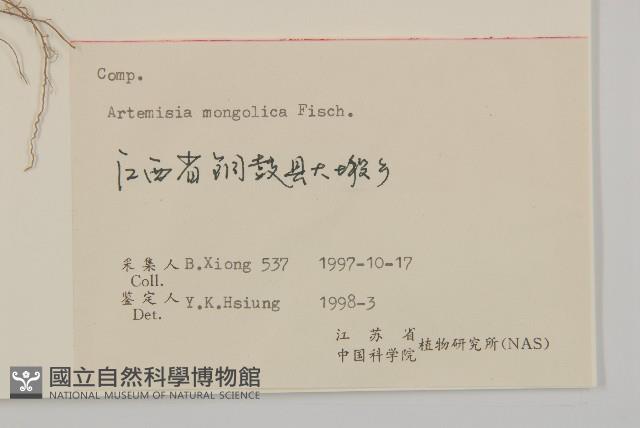 Comp.
Artemisia mongolica Fisch.
江西省铜鼓县大塅乡
采集人 B.Xiong 537 1997-10-17
Coll.
鉴定人 Y.K.Hsiung 1998-3
Det.
江苏省
中国科学院 植物研究所(NAS)
國立自然科學博物館
NATIONAL MUSEUM OF NATURAL SCIENCE